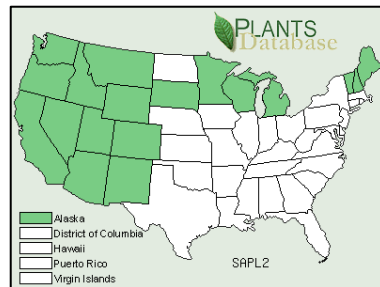 PLANTS
Database
Alaska
District of Columbia
Hawaii
Puerto Rico
Virgin Islands
SAPL2